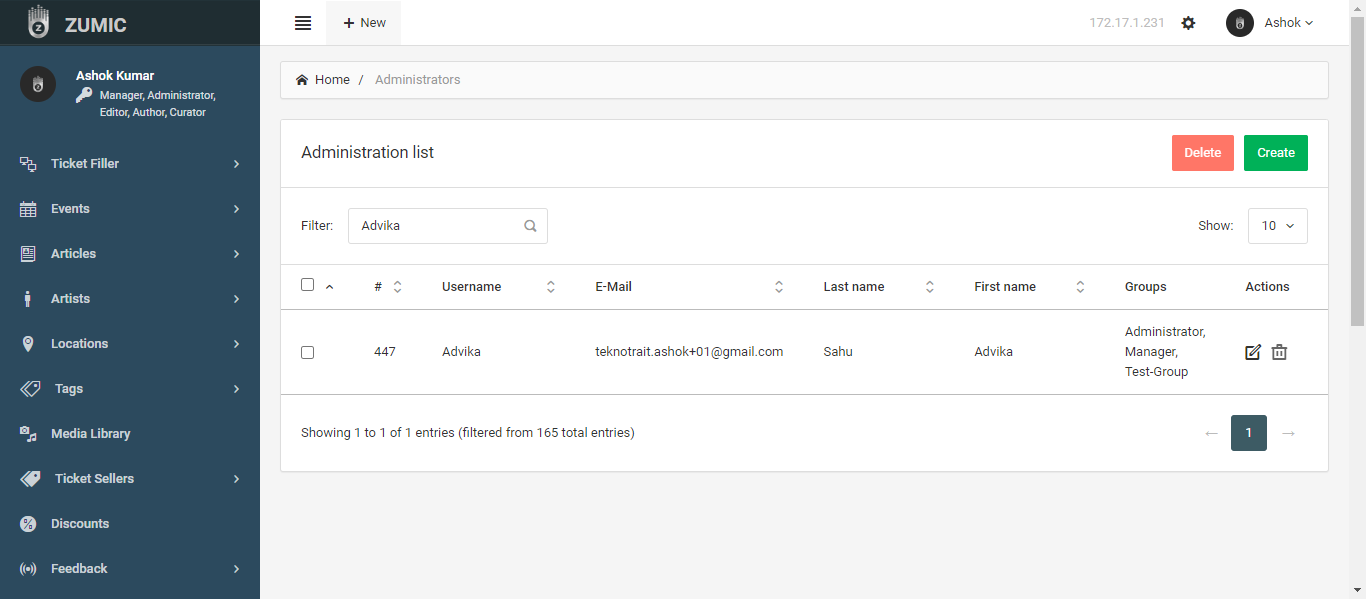 ZUMIC
New
172.17.1.231
Ashok
Ashok Kumar
Manager, Administrator,
Editor, Author, Curator
Ticket Filler
Events
Articles
Artists
Locations
Tags
Media Library
Ticket Sellers
Discounts
Feedback
Home / Administrators
Administration list
Delete
Create
Filter: Advika
Show: 10
# Username E-Mail Last name First name Groups Actions
447 Advika teknotrait.ashok+01@gmail.com Sahu Advika
Administrator,
Manager,
Test-Group
Showing 1 to 1 of 1 entries (filtered from 165 total entries)
← 1 →